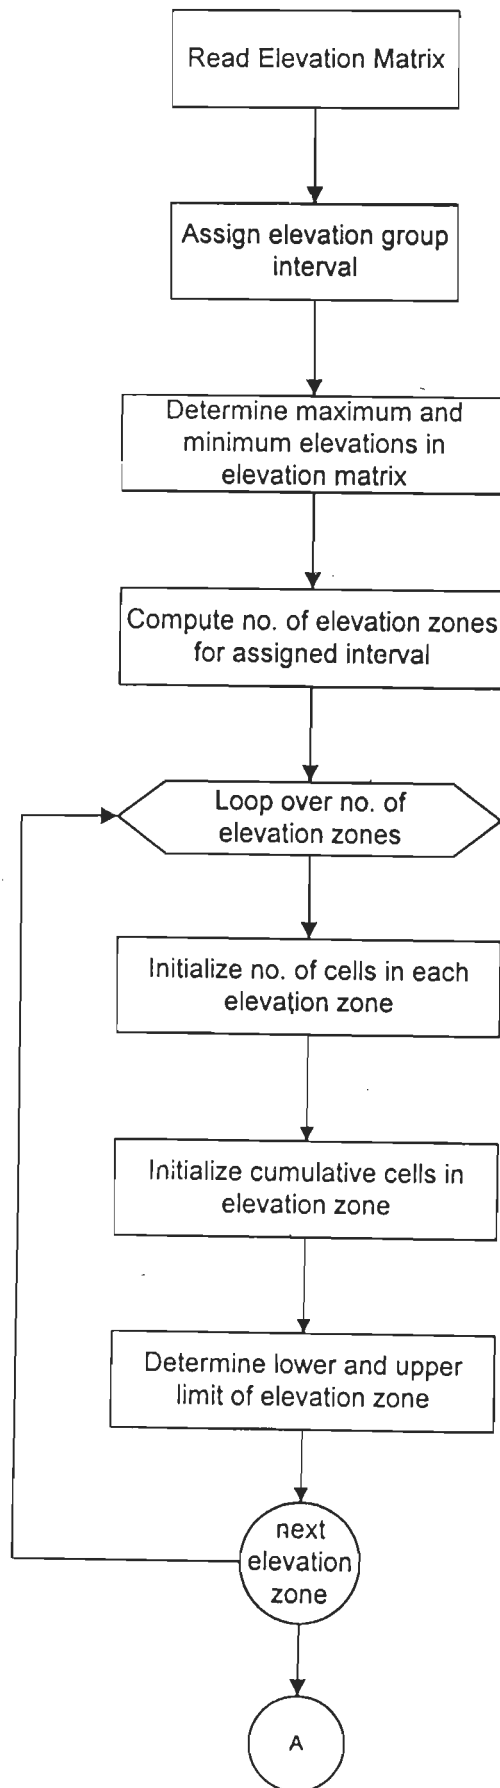 Read Elevation Matrix
Assign elevation group
interval
Determine maximum and
minimum elevations in
elevation matrix
Compute no. of elevation zones
for assigned interval
Loop over no. of
elevation zones
Initialize no. of cells in each
elevation zone
Initialize cumulative cells in
elevation zone
Determine lower and upper
limit of elevation zone
next
elevation
zone
A